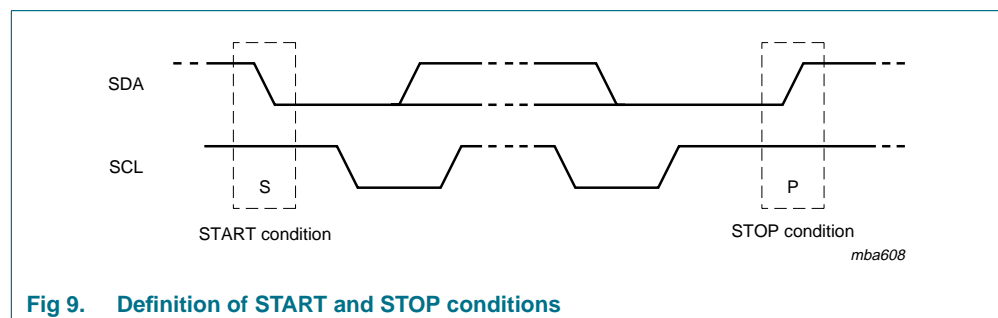 SDA
SCL
S
P
START condition
STOP condition
mba608
Fig 9. Definition of START and STOP conditions